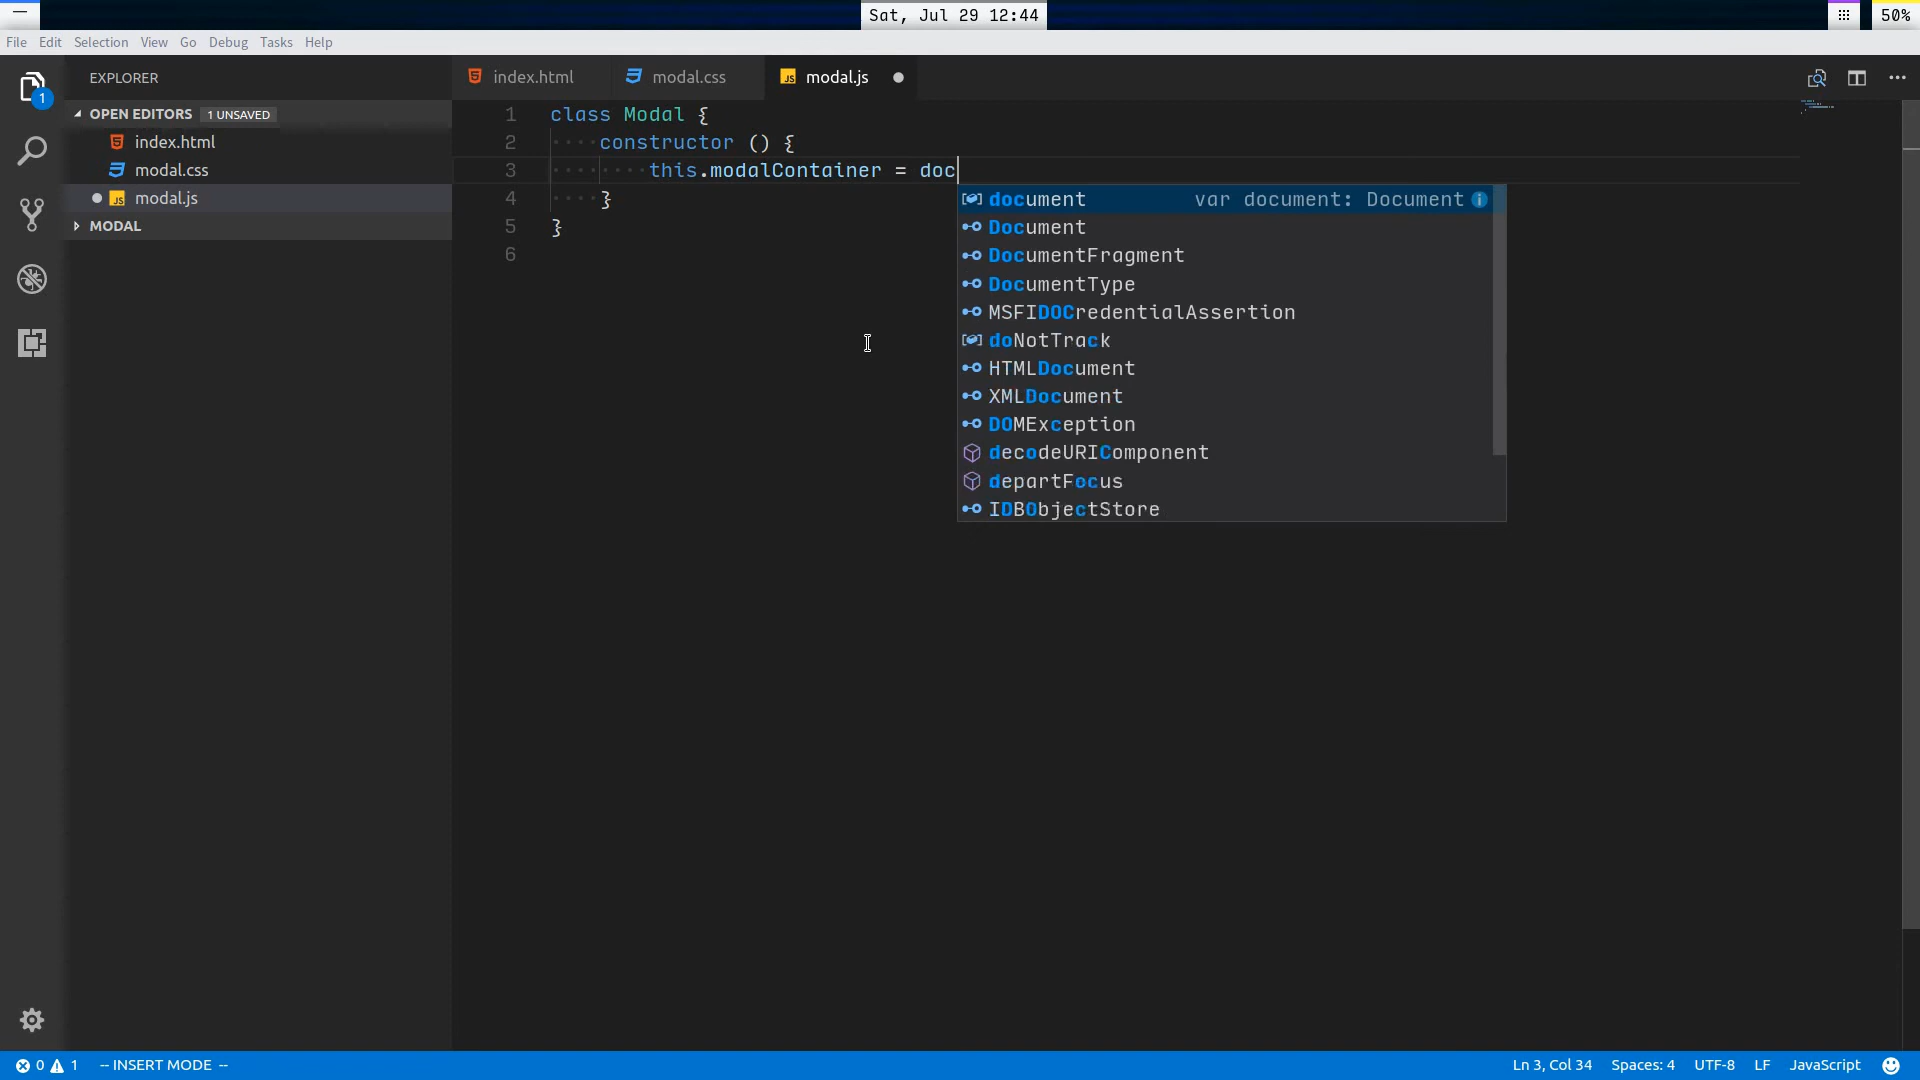 Sat, Jul 29 12:44
50%
File Edit Selection View Go Debug Tasks Help
EXPLORER
OPEN EDITORS 1 UNSAVED
index.html
modal.css
modal.js
MODAL
1
index.html modal.css modal.js
1 class Modal {
2 ····constructor () {
3 ········this.modalContainer = doc
4 ····}
5 }
6
document var document: Document
Document
DocumentFragment
DocumentType
MSFIDOCredentialAssertion
doNotTrack
HTMLDocument
XMLDocument
DOMException
decodeURIComponent
departFocus
IDBObjectStore
0 1 -- INSERT MODE -- Ln 3, Col 34 Spaces: 4 UTF-8 LF JavaScript